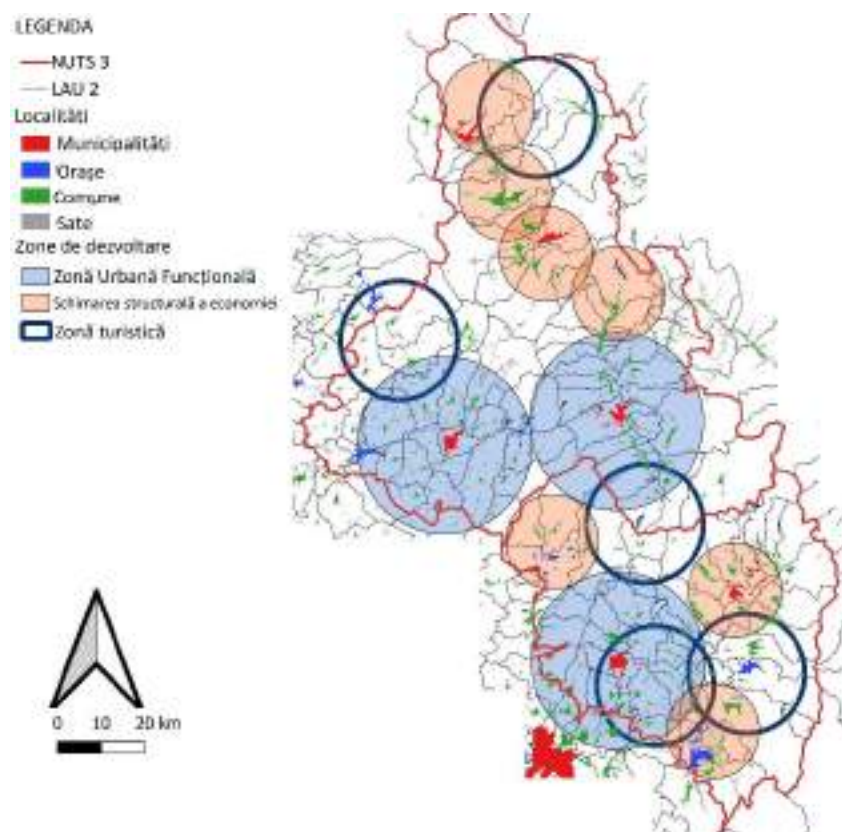 LEGENDA
NUTS 3
LAU 2
Localități
Municipalități
Orașe
Comune
Sate
Zone de dezvoltare
Zonă Urbană Funcțională
Schimarea structurală a economiei
Zonă turistică
0 10 20 km